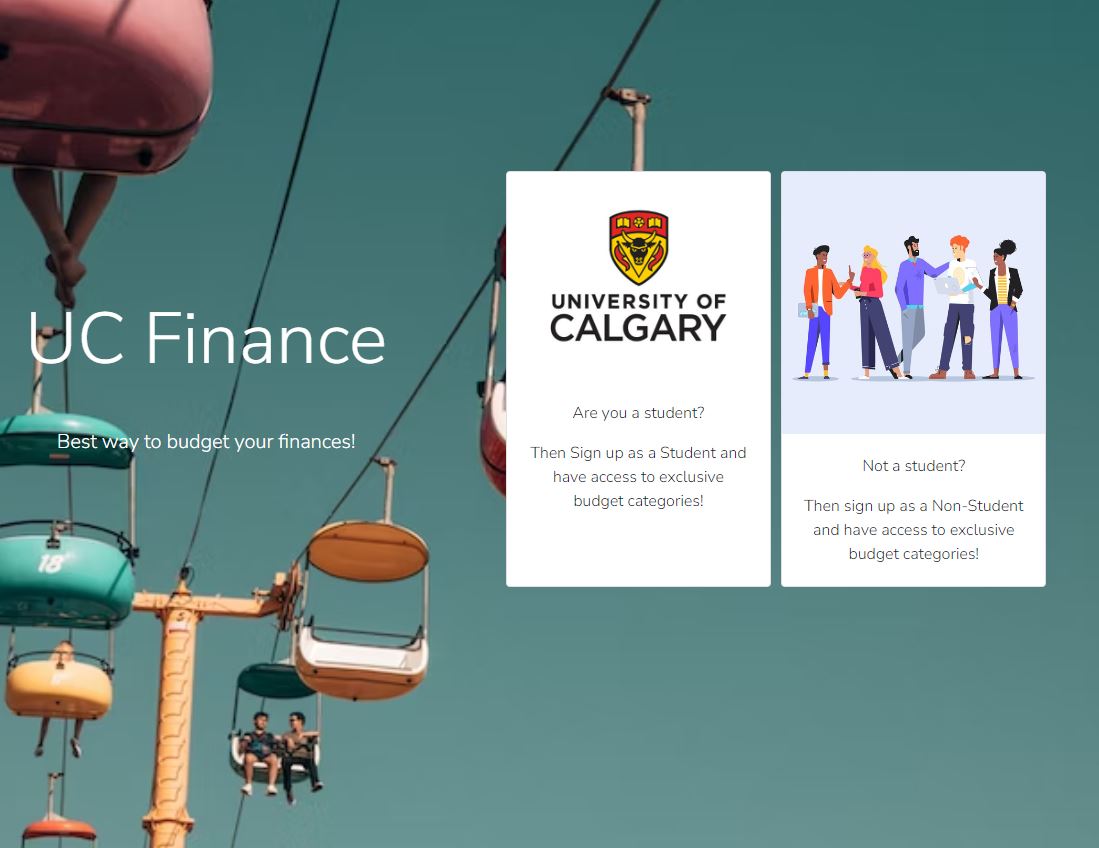 UC Finance
Best way to budget your finances!
18
UNIVERSITY OF
CALGARY
Are you a student?
Then Sign up as a Student and
have access to exclusive
budget categories!
Not a student?
Then sign up as a Non-Student
and have access to exclusive
budget categories!